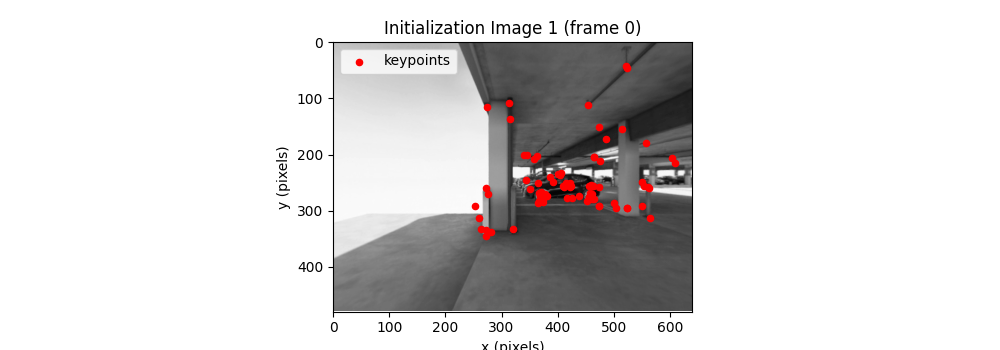 Initialization Image 1 (frame 0)
keypoints
0
100
200
300
400
y (pixels)
0 100 200 300 400 500 600
x (pixels)